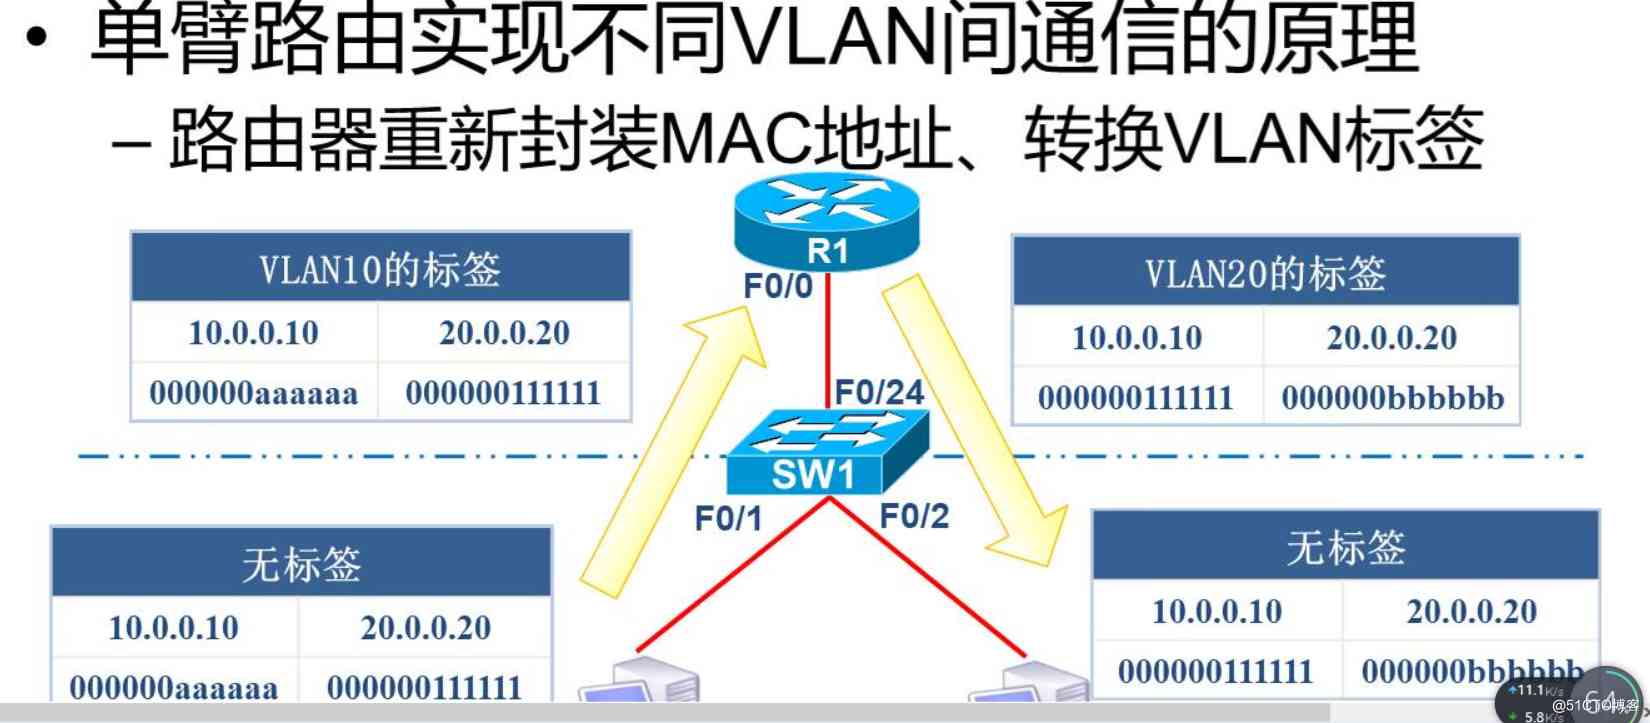 • 单臂路由实现不同VLAN间通信的原理
– 路由器重新封装MAC地址、转换VLAN标签
R1
F0/0
VLAN10的标签
10.0.0.10 20.0.0.20
000000aaaaaa 000000111111
VLAN20的标签
10.0.0.10 20.0.0.20
000000111111 000000bbbbbb
F0/24
SW1
F0/1
F0/2
无标签
10.0.0.10 20.0.0.20
000000aaaaaa 000000111111
无标签
10.0.0.10 20.0.0.20
000000111111 000000bbbbbb
11.1K/s
5.8K/s
64
@51CTO博客